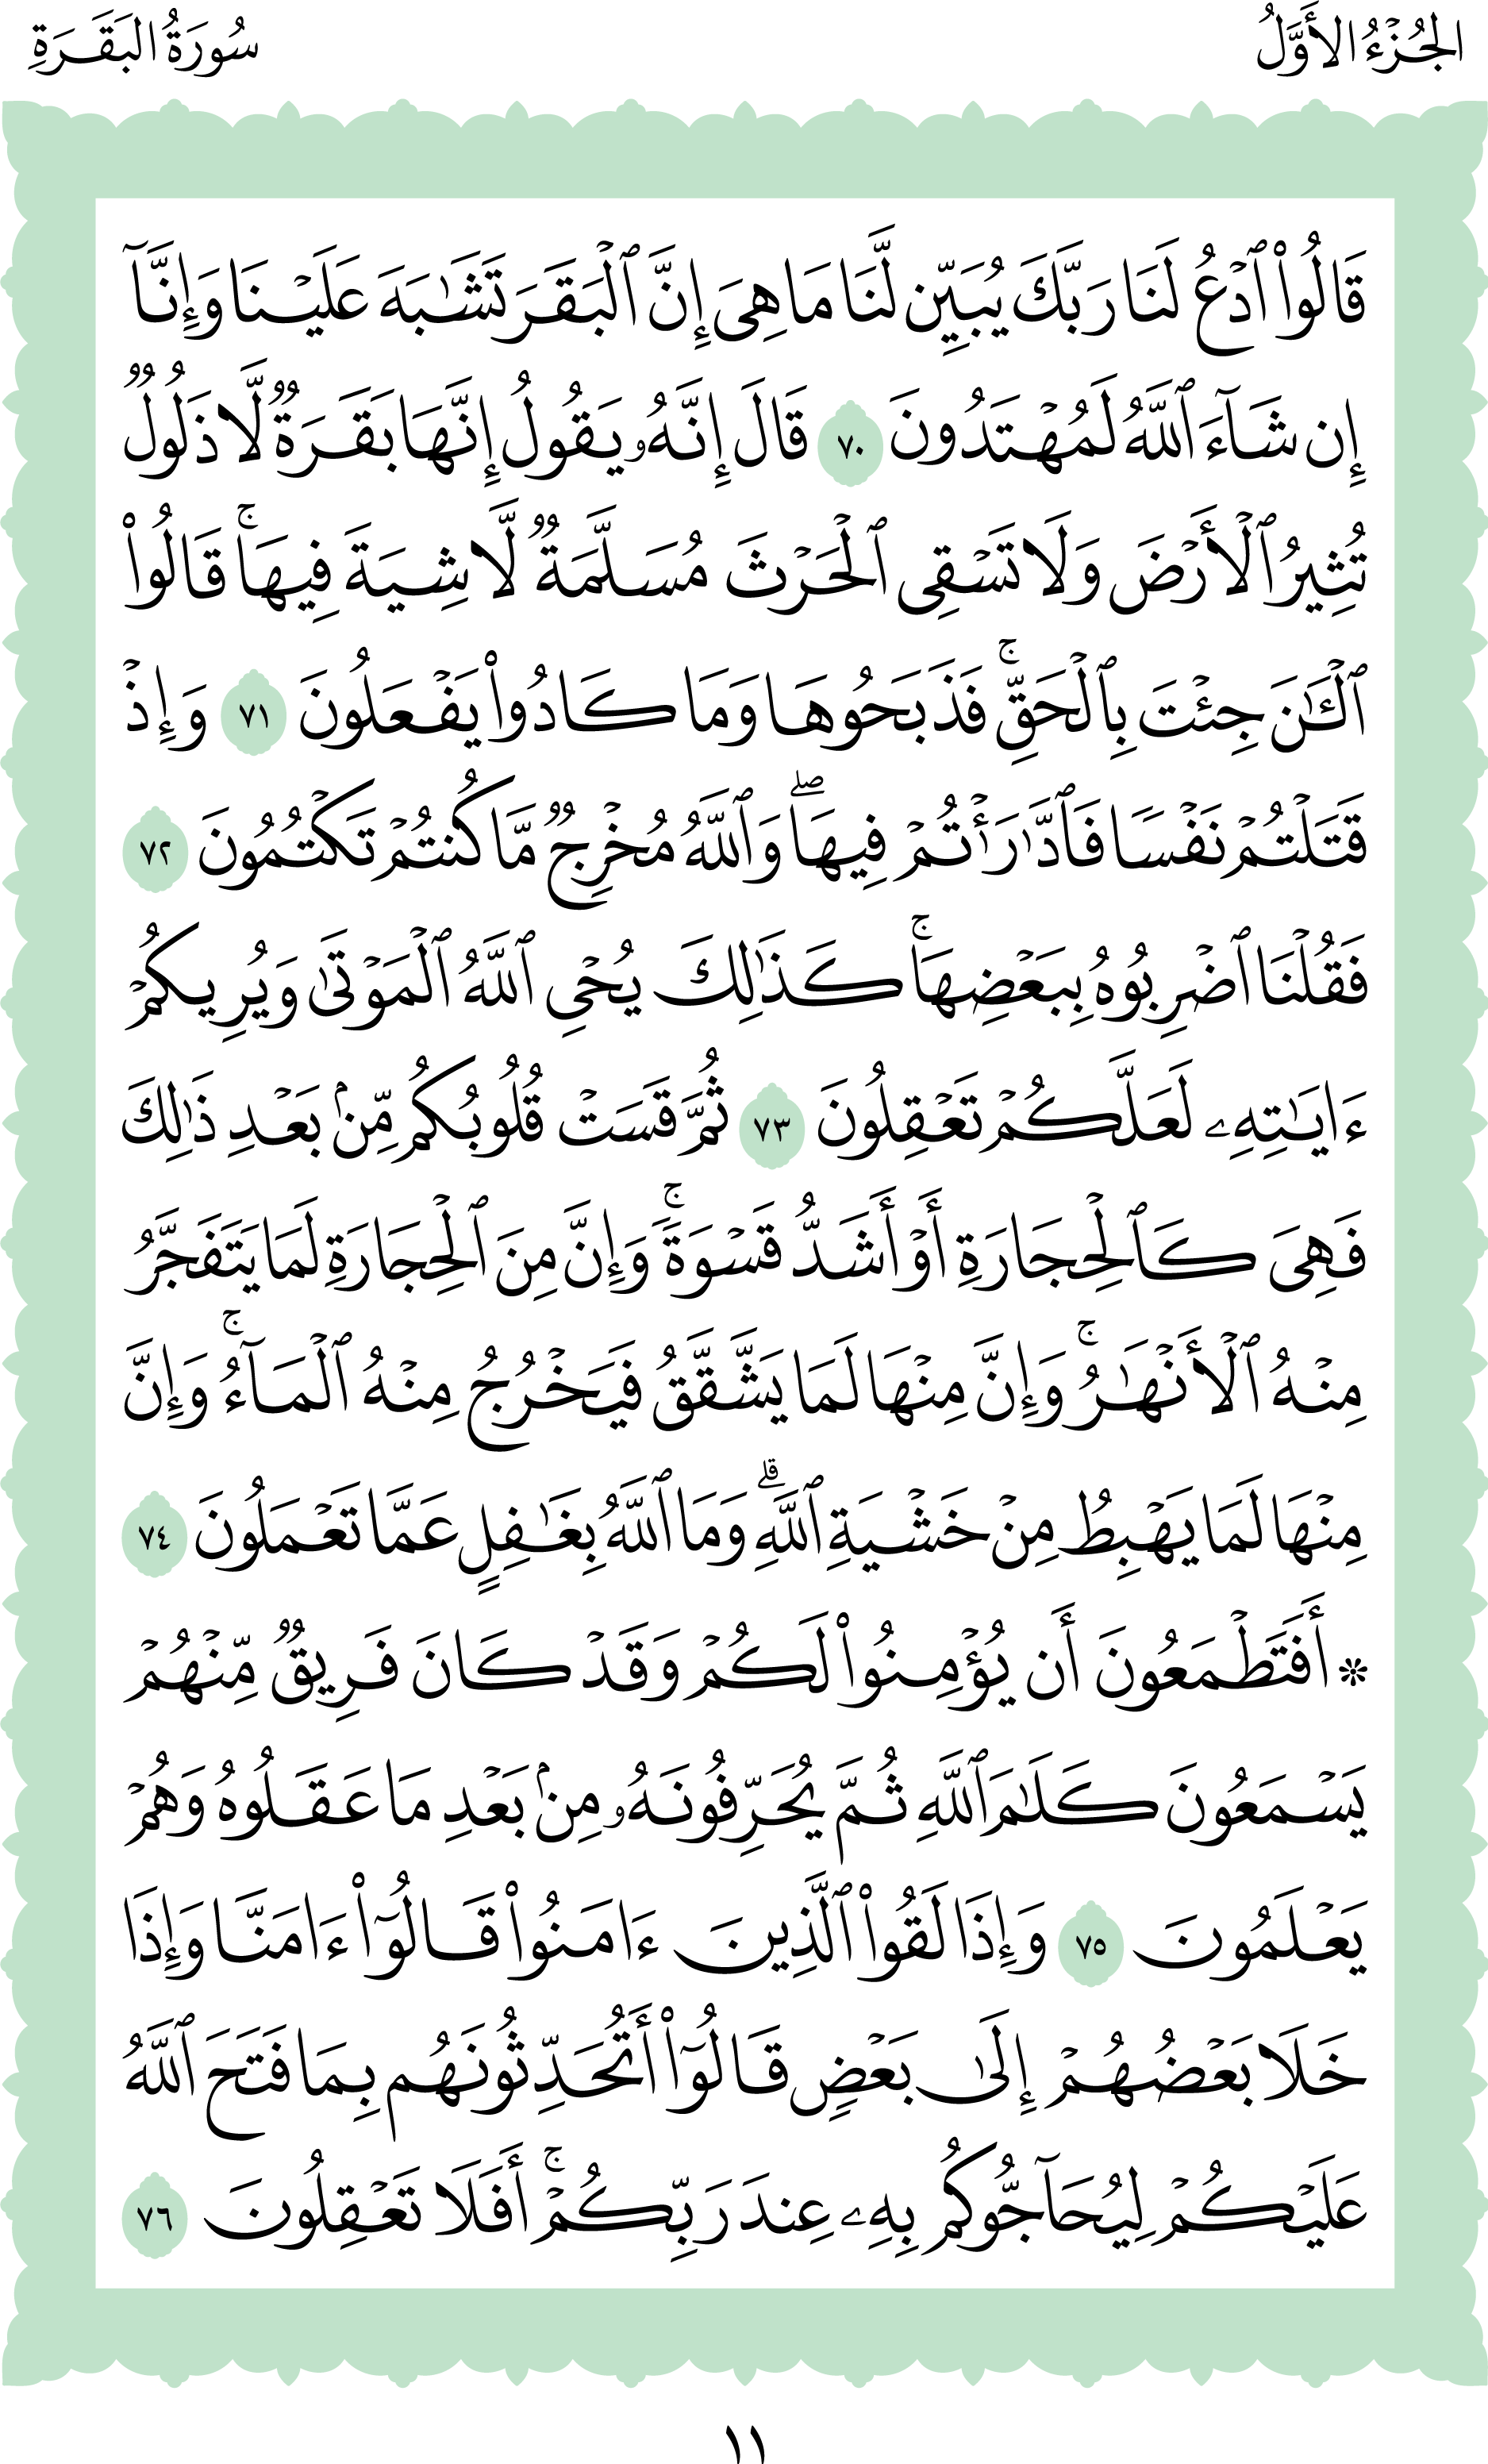 الجُزْءُ الأَوَّلُ
سُورَةُ البَقَرَةِ
قَالُوا۟ ٱدْعُ لَنَا رَبَّكَ يُبَيِّن لَّنَا مَا هِىَ إِنَّ ٱلْبَقَرَ تَشَـٰبَهَ عَلَيْنَا وَإِنَّآ
إِن شَآءَ ٱللَّهُ لَمُهْتَدُونَ ٧٠ قَالَ إِنَّهُۥ يَقُولُ إِنَّهَا بَقَرَةٌ لَّا ذَلُولٌ
تُثِيرُ ٱلْأَرْضَ وَلَا تَسْقِى ٱلْحَرْثَ مُسَلَّمَةٌ لَّا شِيَةَ فِيهَا ۚ قَالُوا۟
ٱلْـَٔـٰنَ جِئْتَ بِٱلْحَقِّ ۚ فَذَبَحُوهَا وَمَا كَادُوا۟ يَفْعَلُونَ ٧١ وَإِذْ
قَتَلْتُمْ نَفْسًا فَٱدَّٰرَْٰٔتُمْ فِيهَا ۖ وَٱللَّهُ مُخْرِجٌ مَّا كُنتُمْ تَكْتُمُونَ ٧٢
فَقُلْنَا ٱضْرِبُوهُ بِبَعْضِهَا ۚ كَذَٰلِكَ يُحْىِ ٱللَّهُ ٱلْمَوْتَىٰ وَيُرِيكُمْ
ءَايَـٰتِهِۦ لَعَلَّكُمْ تَعْقِلُونَ ٧٣ ثُمَّ قَسَتْ قُلُوبُكُم مِّنۢ بَعْدِ ذَٰلِكَ
فَهِىَ كَٱلْحِجَارَةِ أَوْ أَشَدُّ قَسْوَةً ۚ وَإِنَّ مِنَ ٱلْحِجَارَةِ لَمَا يَتَفَجَّرُ
مِنْهُ ٱلْأَنْهَـٰرُ ۚ وَإِنَّ مِنْهَا لَمَا يَشَّقَّقُ فَيَخْرُجُ مِنْهُ ٱلْمَآءُ ۚ وَإِنَّ
مِنْهَا لَمَا يَهْبِطُ مِنْ خَشْيَةِ ٱللَّهِ ۗ وَمَا ٱللَّهُ بِغَـٰفِلٍ عَمَّا تَعْمَلُونَ ٧٤
۞ أَفَتَطْمَعُونَ أَن يُؤْمِنُوا۟ لَكُمْ وَقَدْ كَانَ فَرِيقٌ مِّنْهُمْ
يَسْمَعُونَ كَلَـٰمَ ٱللَّهِ ثُمَّ يُحَرِّفُونَهُۥ مِنۢ بَعْدِ مَا عَقَلُوهُ وَهُمْ
يَعْلَمُونَ ٧٥ وَإِذَا لَقُوا۟ ٱلَّذِينَ ءَامَنُوا۟ قَالُوٓا۟ ءَامَنَّا وَإِذَا
خَلَا بَعْضُهُمْ إِلَىٰ بَعْضٍ قَالُوٓا۟ أَتُحَدِّثُونَهُم بِمَا فَتَحَ ٱللَّهُ
عَلَيْكُمْ لِيُحَآجُّوكُم بِهِۦ عِندَ رَبِّكُمْ ۚ أَفَلَا تَعْقِلُونَ ٧٦
١١